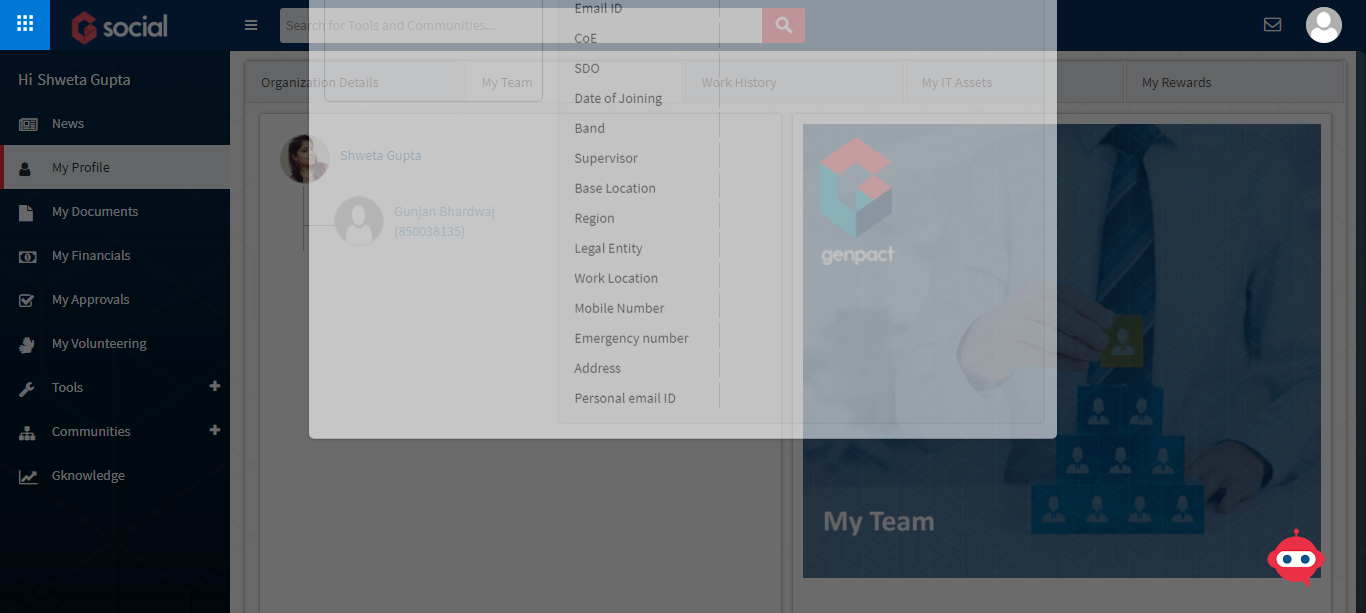 social
Search for Tools and Communities...
Hi Shweta Gupta
News
My Profile
My Documents
My Financials
My Approvals
My Volunteering
Tools
Communities
Gknowledge
Organization Details
My Team
Work History
My IT Assets
My Rewards
Shweta Gupta
Gunjan Bhardwaj
(850038135)
Email ID
CoE
SDO
Date of Joining
Band
Supervisor
Base Location
Region
Legal Entity
Work Location
Mobile Number
Emergency number
Address
Personal email ID
genpact
My Team